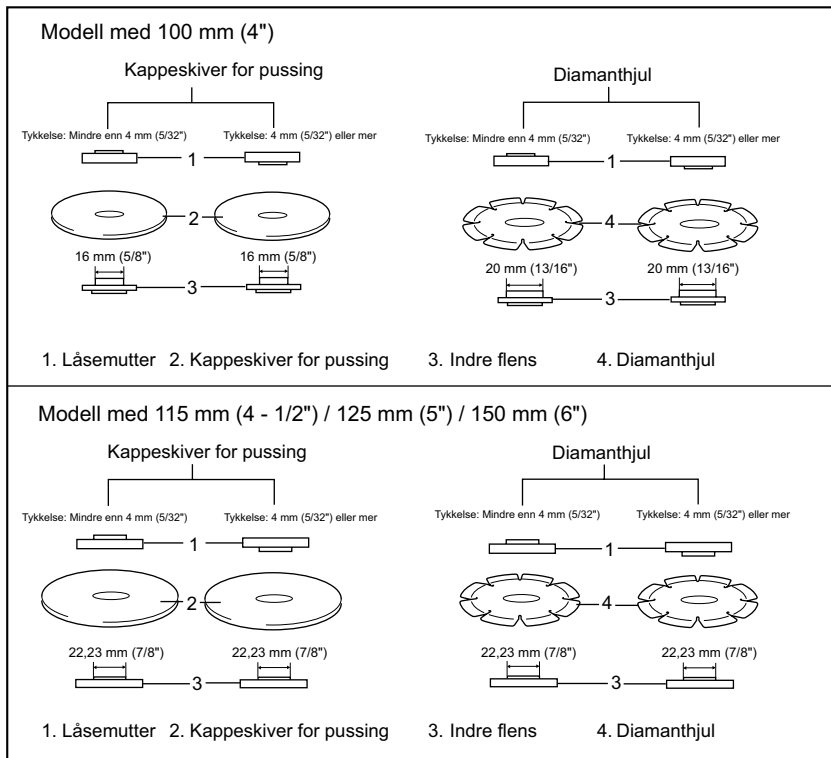 Modell med 100 mm (4")
Kappeskiver for pussing
Diamanthjul
Tykkelse: Mindre enn 4 mm (5/32") Tykkelse: 4 mm (5/32") eller mer
Tykkelse: Mindre enn 4 mm (5/32") Tykkelse: 4 mm (5/32") eller mer
1 1
2 4
16 mm (5/8") 16 mm (5/8") 20 mm (13/16") 20 mm (13/16")
3 3
1. Låsemutter 2. Kappeskiver for pussing 3. Indre flens 4. Diamanthjul
Modell med 115 mm (4 - 1/2") / 125 mm (5") / 150 mm (6")
Kappeskiver for pussing
Diamanthjul
Tykkelse: Mindre enn 4 mm (5/32") Tykkelse: 4 mm (5/32") eller mer
Tykkelse: Mindre enn 4 mm (5/32") Tykkelse: 4 mm (5/32") eller mer
1 1
2 4
22,23 mm (7/8") 22,23 mm (7/8") 22,23 mm (7/8") 22,23 mm (7/8")
3 3
1. Låsemutter 2. Kappeskiver for pussing 3. Indre flens 4. Diamanthjul